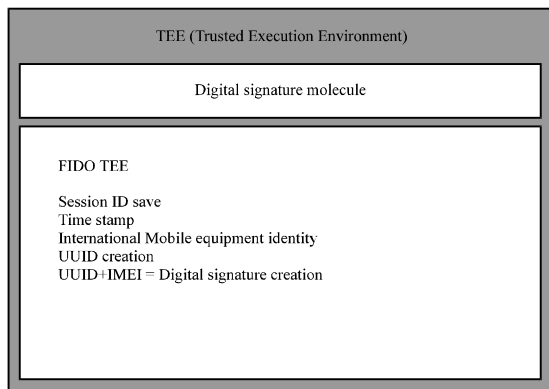 TEE (Trusted Execution Environment)
Digital signature molecule
FIDO TEE
Session ID save
Time stamp
International Mobile equipment identity
UUID creation
UUID+IMEI = Digital signature creation